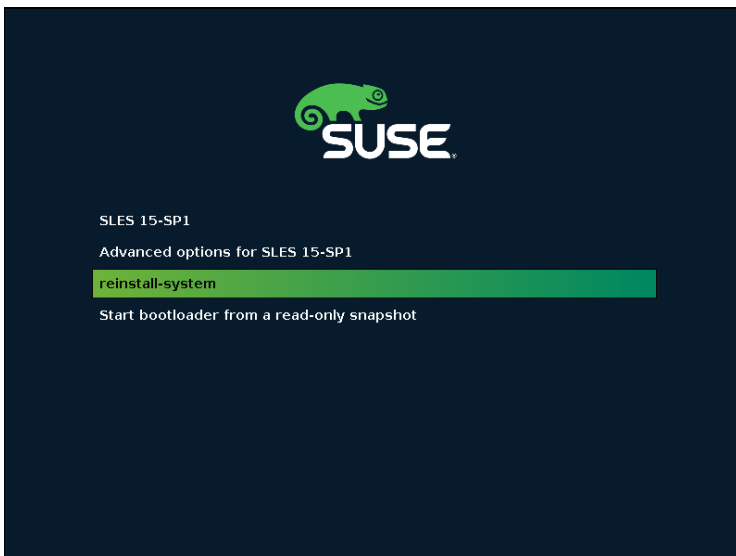 SUSE
SLES 15-SP1
Advanced options for SLES 15-SP1
reinstall-system
Start bootloader from a read-only snapshot